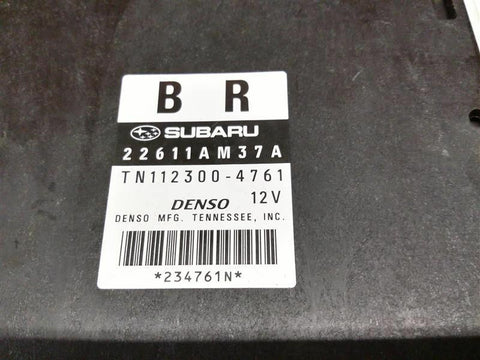 B R
SUBARU
22611AM37A
TN112300-4761
DENSO 12V
DENSO MFG. TENNESSEE, INC.
*234761N*